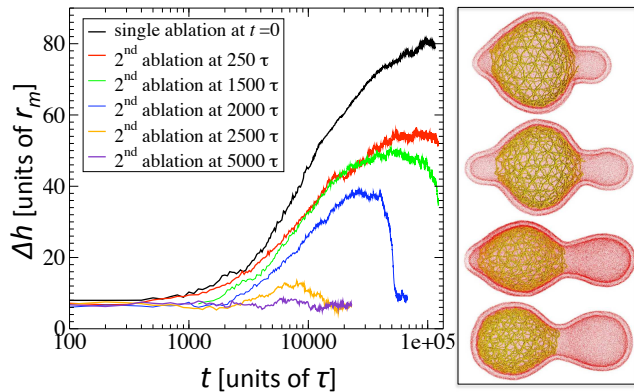 single ablation at t=0
2nd ablation at 250 τ
2nd ablation at 1500 τ
2nd ablation at 2000 τ
2nd ablation at 2500 τ
2nd ablation at 5000 τ
Δh [units of r_m]
80
60
40
20
0
100
1000
10000
1e+05
t [units of τ]